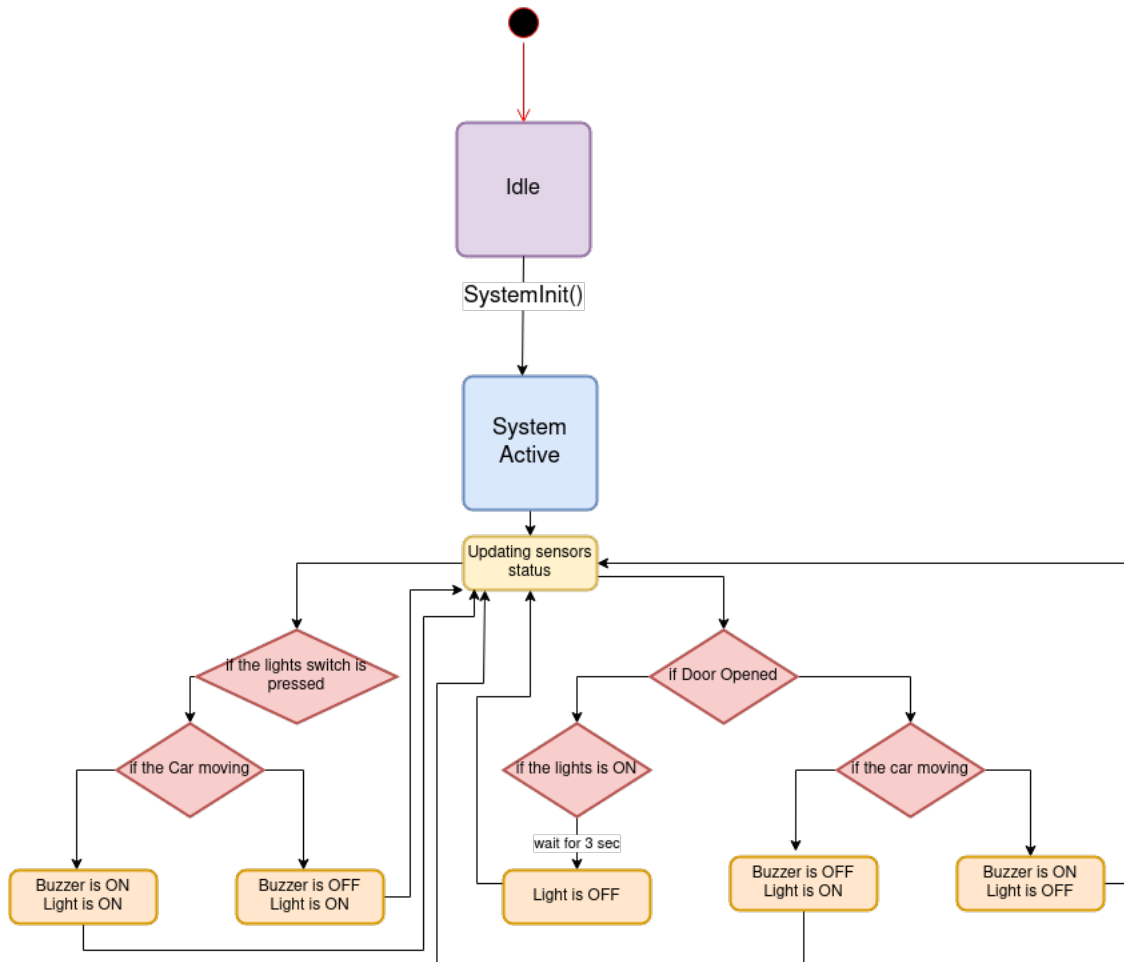 Idle
SystemInit()
System
Active
Updating sensors
status
if the lights switch is
pressed
if Door Opened
if the Car moving
if the lights is ON
if the car moving
wait for 3 sec
Buzzer is ON
Light is ON
Buzzer is OFF
Light is ON
Light is OFF
Buzzer is OFF
Light is ON
Buzzer is ON
Light is OFF